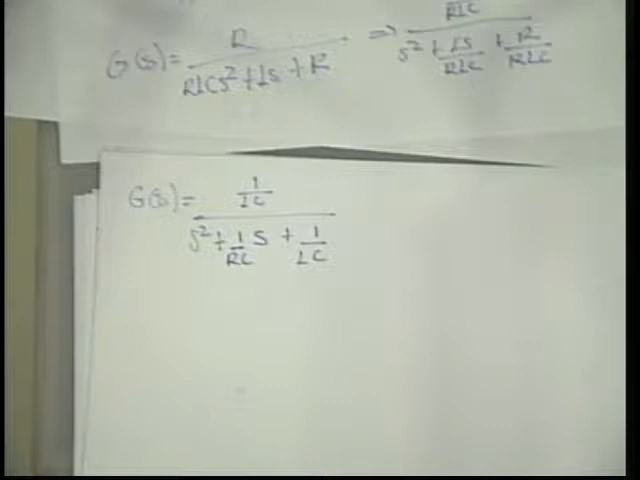 G(s) = R / (RLCs² + Ls + R) ⇒ RLC / (s² + Ls/RLC + R/RLC)
G(s) = (1/LC) / (s² + (1/RC) s + 1/LC)